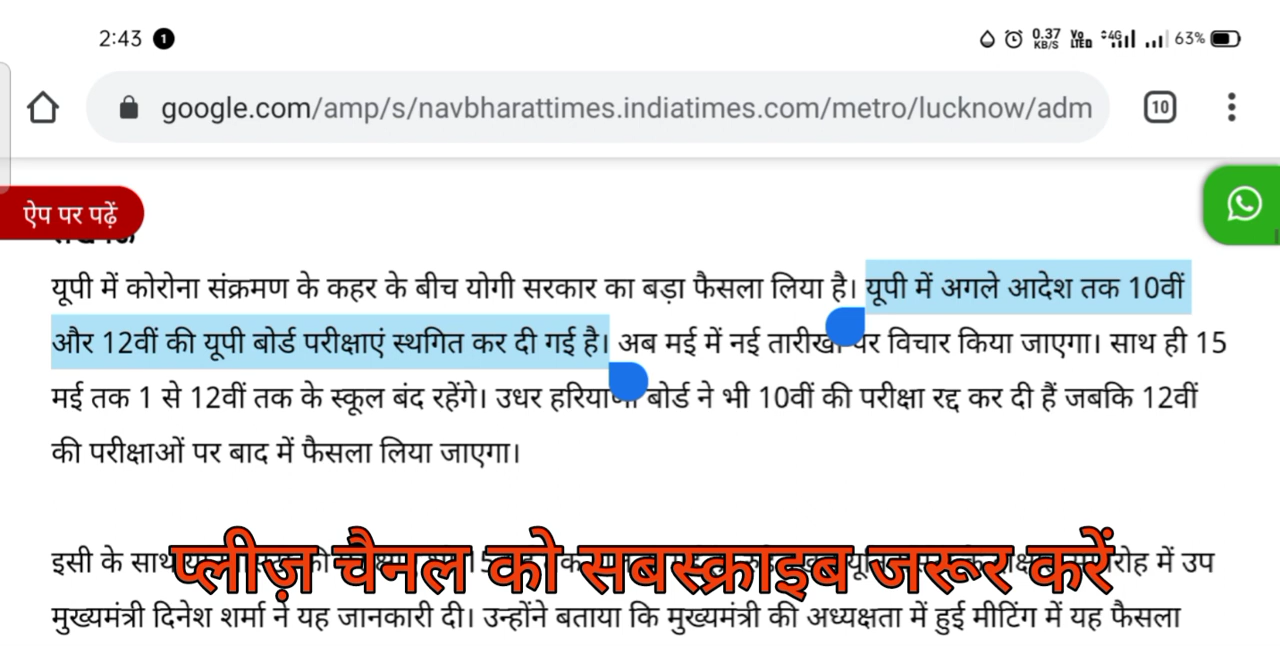 2:43 1 0.37 KB/S Vo LTED 4G 63%
google.com/amp/s/navbharattimes.indiatimes.com/metro/lucknow/adm 10
ऐप पर पढ़ें
यूपी में कोरोना संक्रमण के कहर के बीच योगी सरकार का बड़ा फैसला लिया है। यूपी में अगले आदेश तक 10वीं
और 12वीं की यूपी बोर्ड परीक्षाएं स्थगित कर दी गई है। अब मई में नई तारीखों पर विचार किया जाएगा। साथ ही 15
मई तक 1 से 12वीं तक के स्कूल बंद रहेंगे। उधर हरियाणा बोर्ड ने भी 10वीं की परीक्षा रद्द कर दी हैं जबकि 12वीं
की परीक्षाओं पर बाद में फैसला लिया जाएगा।
इसी के साथ में उप
प्लीज़ चैनल को सबस्क्राइब जरूर करें
मुख्यमंत्री दिनेश शर्मा ने यह जानकारी दी। उन्होंने बताया कि मुख्यमंत्री की अध्यक्षता में हुई मीटिंग में यह फैसला